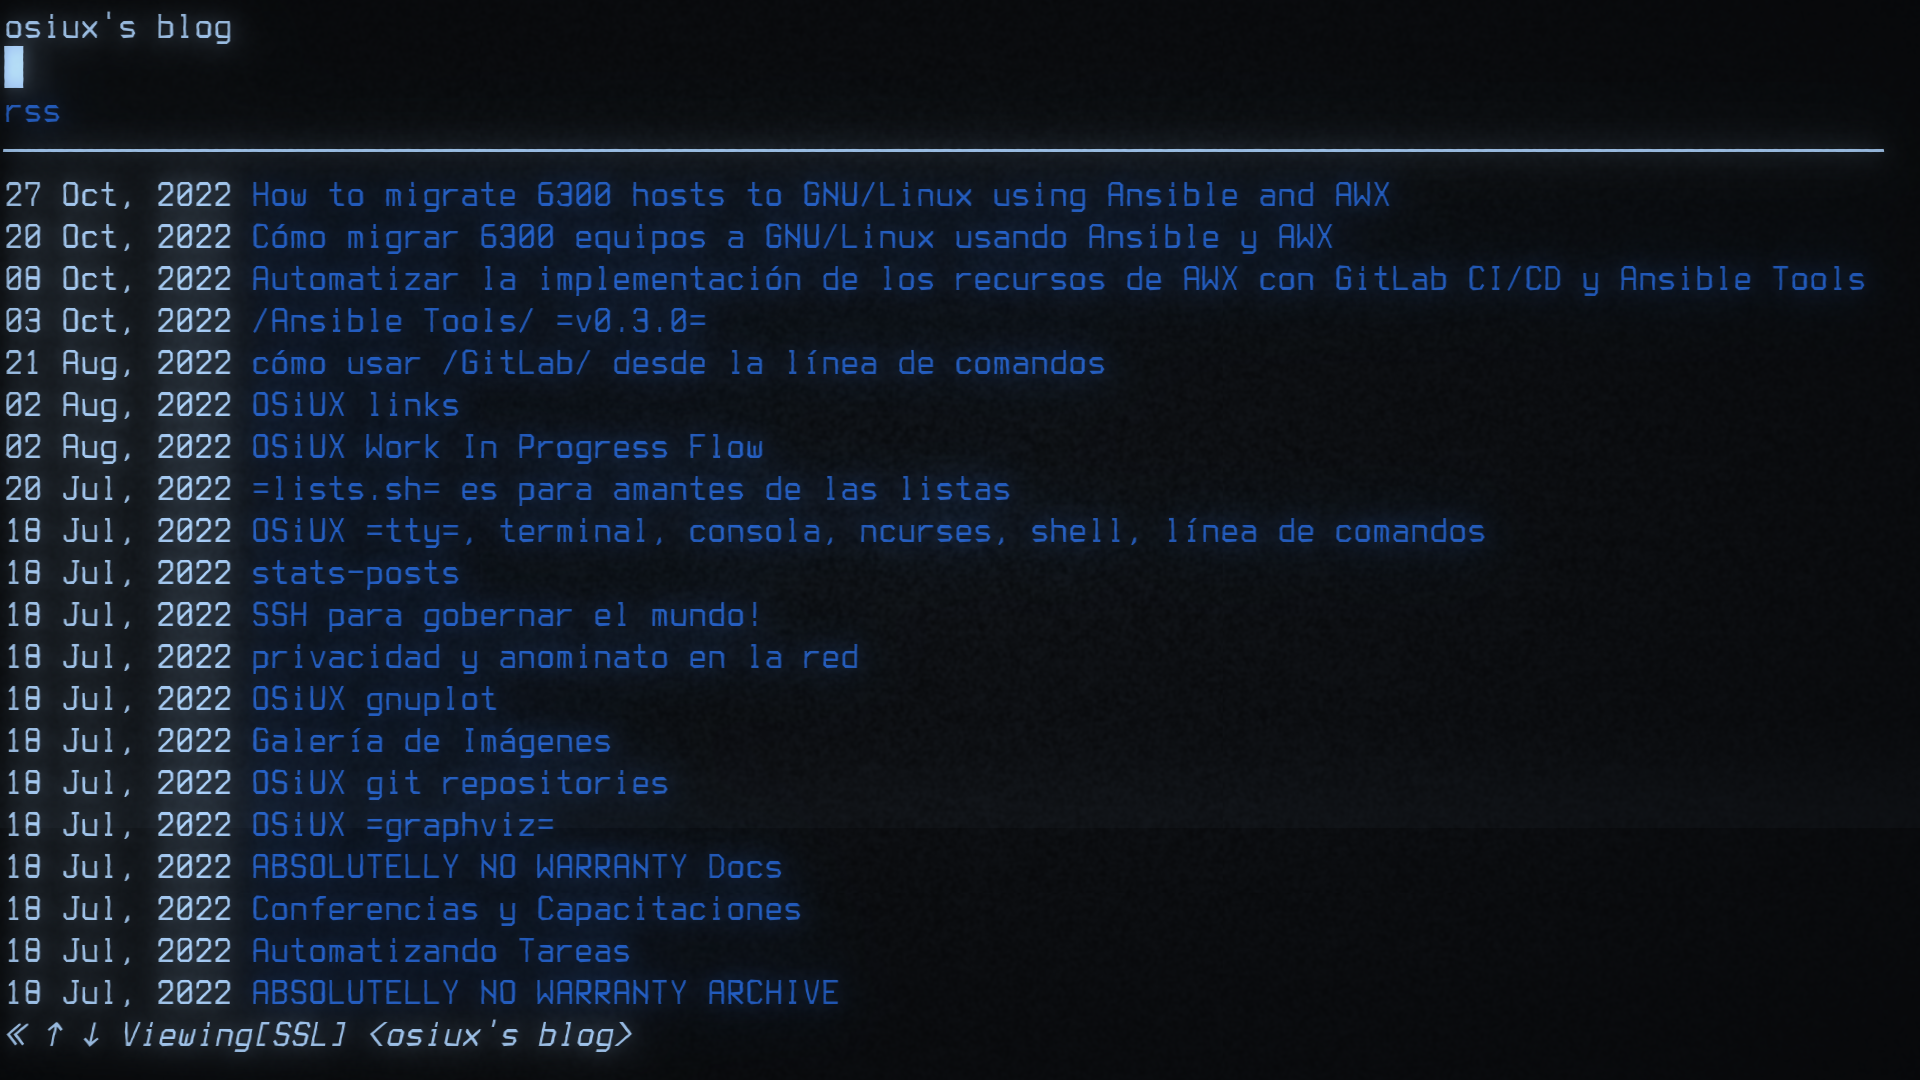 osiux's blog
rss
27 Oct, 2022 How to migrate 6300 hosts to GNU/Linux using Ansible and AWX
20 Oct, 2022 Cómo migrar 6300 equipos a GNU/Linux usando Ansible y AWX
08 Oct, 2022 Automatizar la implementación de los recursos de AWX con GitLab CI/CD y Ansible Tools
03 Oct, 2022 /Ansible Tools/ =v0.3.0=
21 Aug, 2022 cómo usar /GitLab/ desde la línea de comandos
02 Aug, 2022 OSiUX links
02 Aug, 2022 OSiUX Work In Progress Flow
20 Jul, 2022 =lists.sh= es para amantes de las listas
18 Jul, 2022 OSiUX =tty=, terminal, consola, ncurses, shell, línea de comandos
18 Jul, 2022 stats-posts
18 Jul, 2022 SSH para gobernar el mundo!
18 Jul, 2022 privacidad y anominato en la red
18 Jul, 2022 OSiUX gnuplot
18 Jul, 2022 Galería de Imágenes
18 Jul, 2022 OSiUX git repositories
18 Jul, 2022 OSiUX =graphviz=
18 Jul, 2022 ABSOLUTELLY NO WARRANTY Docs
18 Jul, 2022 Conferencias y Capacitaciones
18 Jul, 2022 Automatizando Tareas
18 Jul, 2022 ABSOLUTELLY NO WARRANTY ARCHIVE
« ↑ ↓ Viewing[SSL] <osiux's blog>